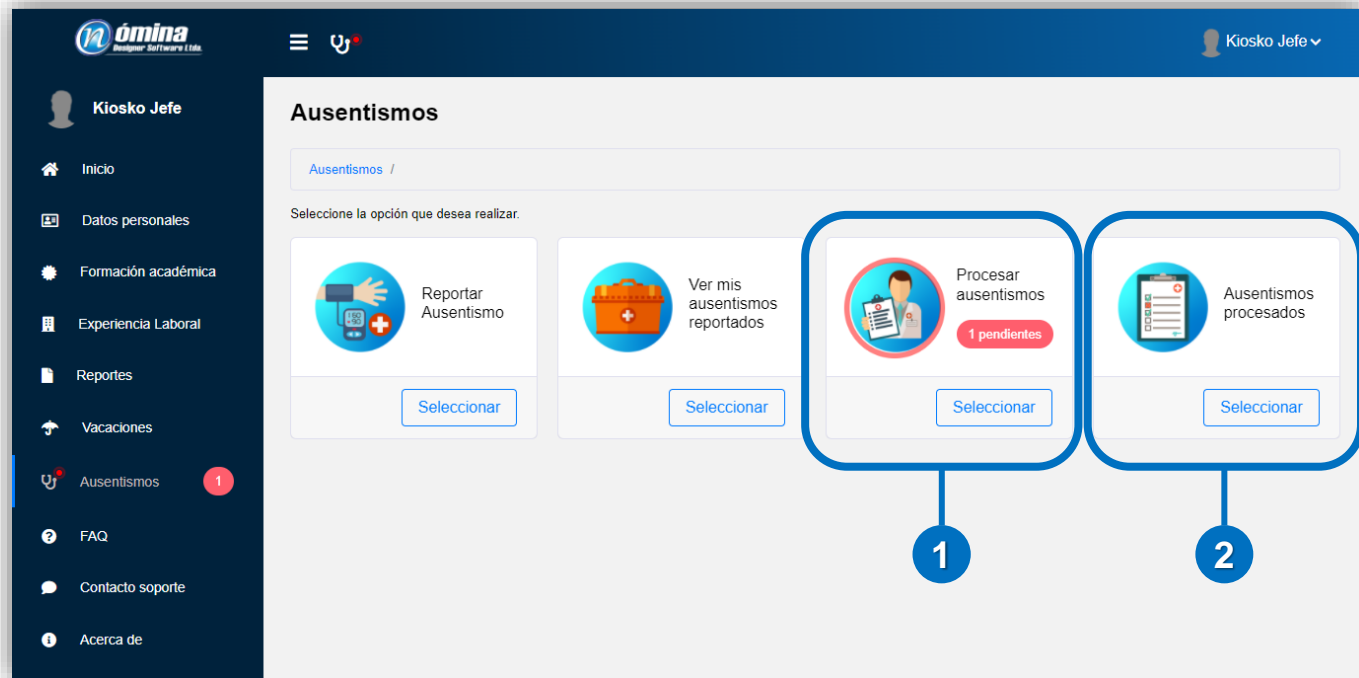 nómina
Designer Software Ltda.
Kiosko Jefe
Kiosko Jefe
Inicio
Datos personales
Formación académica
Experiencia Laboral
Reportes
Vacaciones
Ausentismos
1
FAQ
Contacto soporte
Acerca de
Ausentismos
Ausentismos /
Seleccione la opción que desea realizar.
Reportar
Ausentismo
Seleccionar
Ver mis
ausentismos
reportados
Seleccionar
Procesar
ausentismos
1 pendientes
Seleccionar
Ausentismos
procesados
Seleccionar
1
2